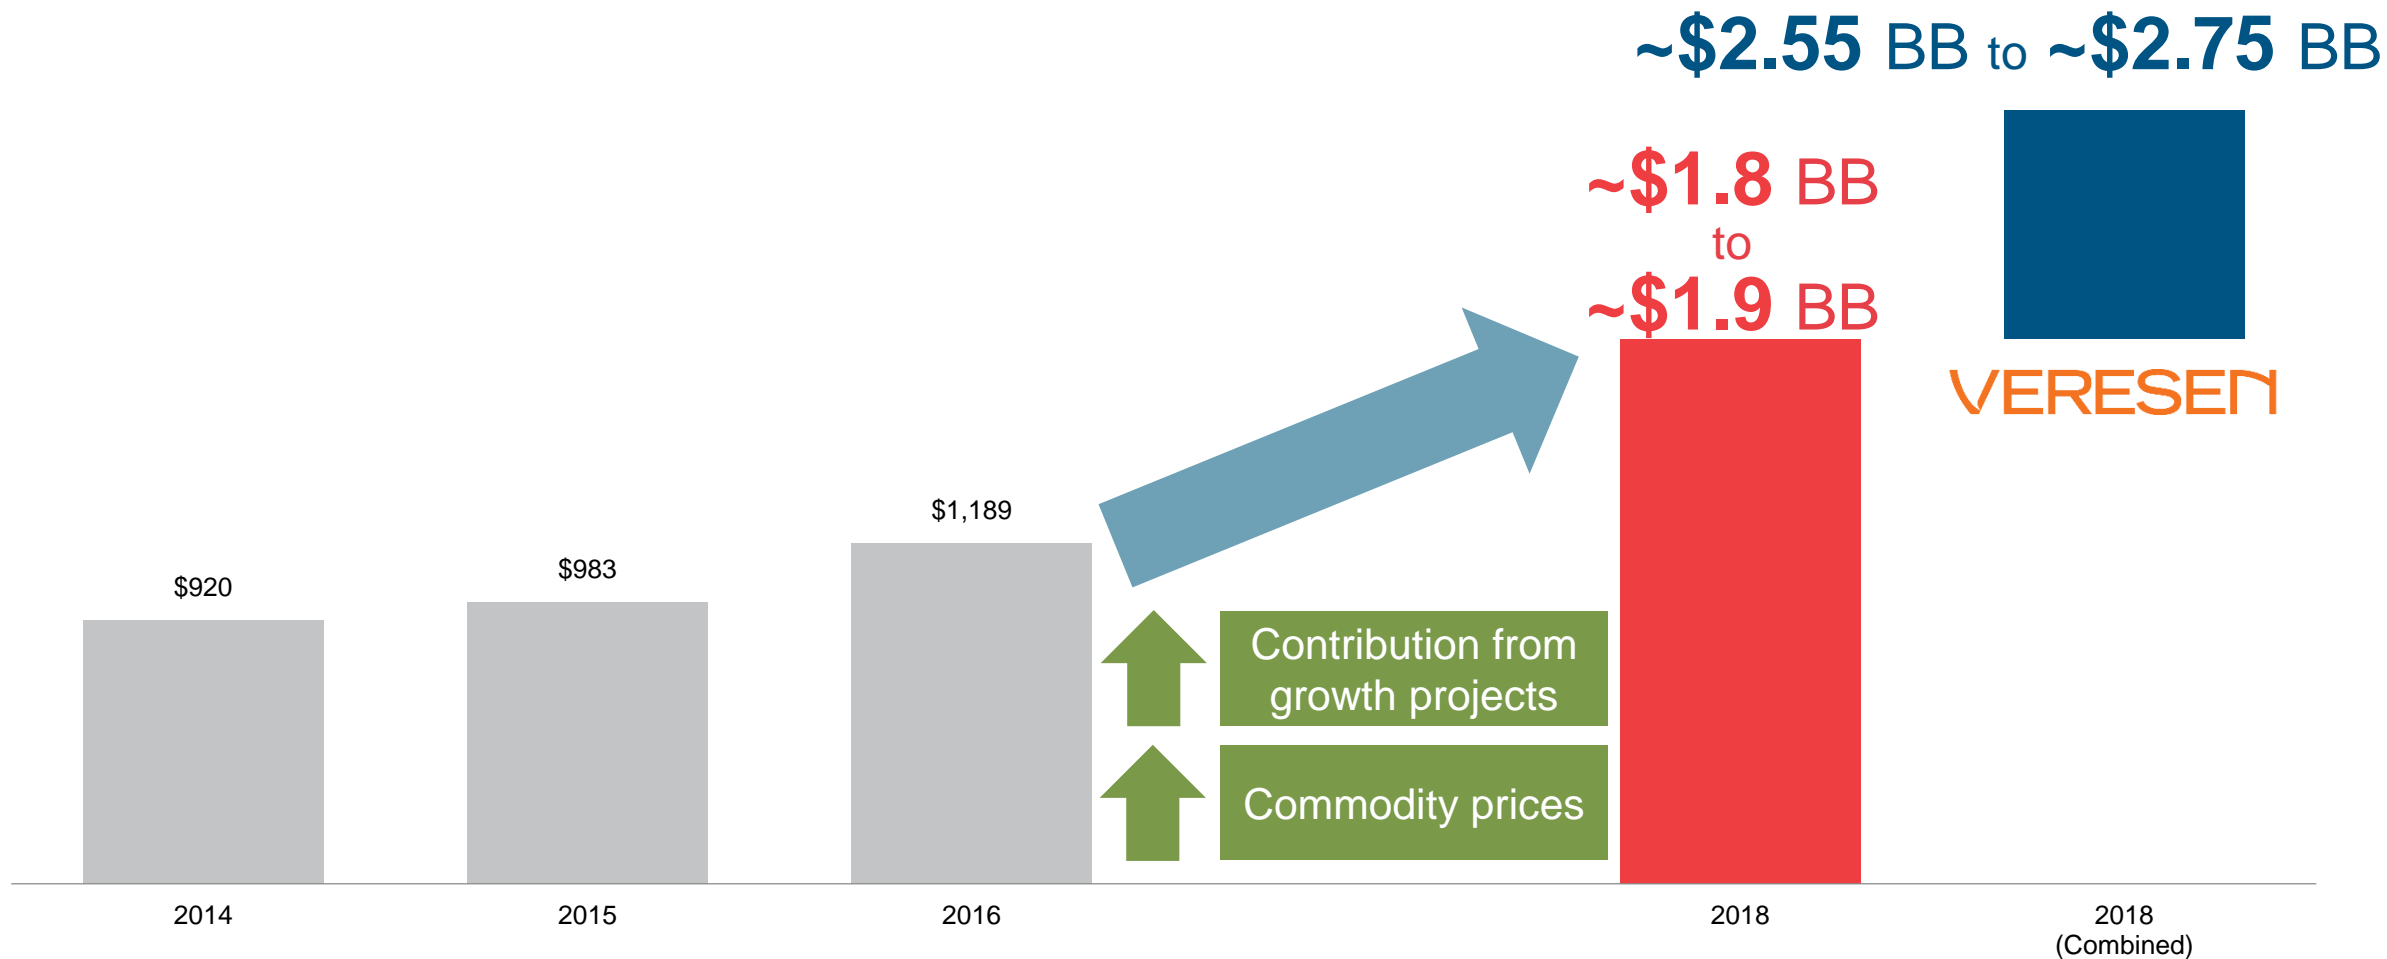 ~$2.55 BB to ~$2.75 BB
~$1.8 BB
to
~$1.9 BB
VERESEN
$1,189
$983
$920
Contribution from
growth projects
Commodity prices
2014
2015
2016
2018
2018
(Combined)